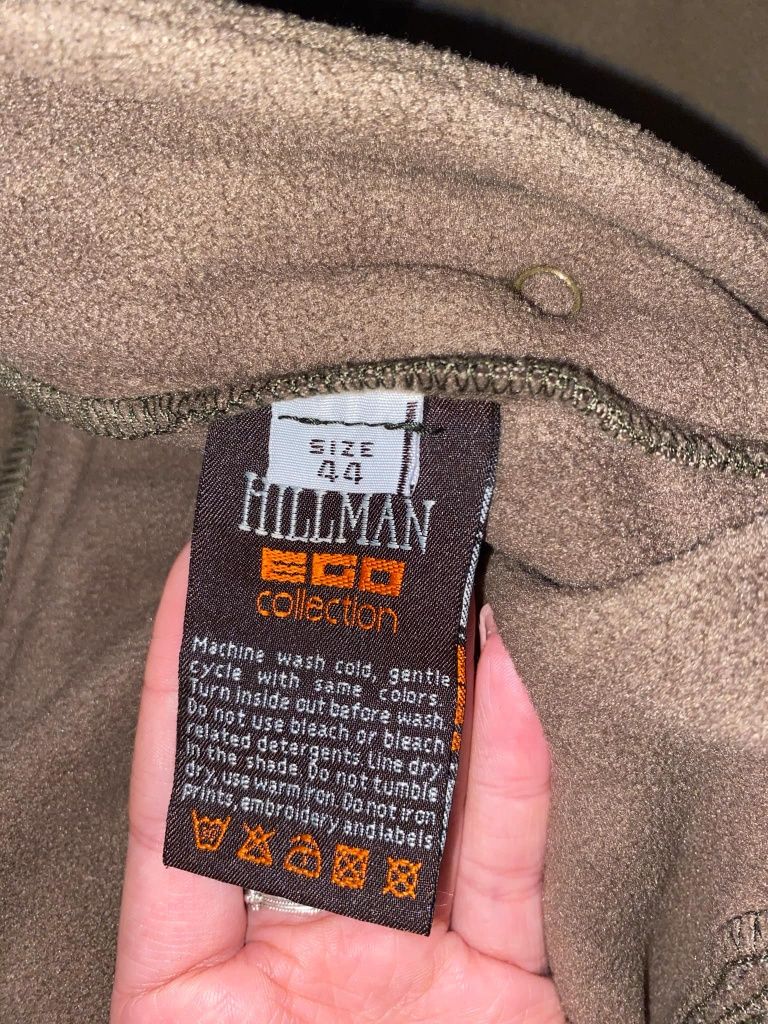 SIZE
44
HILLMAN
EGO
collection
Machine wash cold, gentle
cycle with same colors.
Turn inside out before wash
Do not use bleach or bleach
related detergents. Line dry
in the shade. Do not tumble
dry, use warm iron. Do not iron
prints, embroidery and labels
30